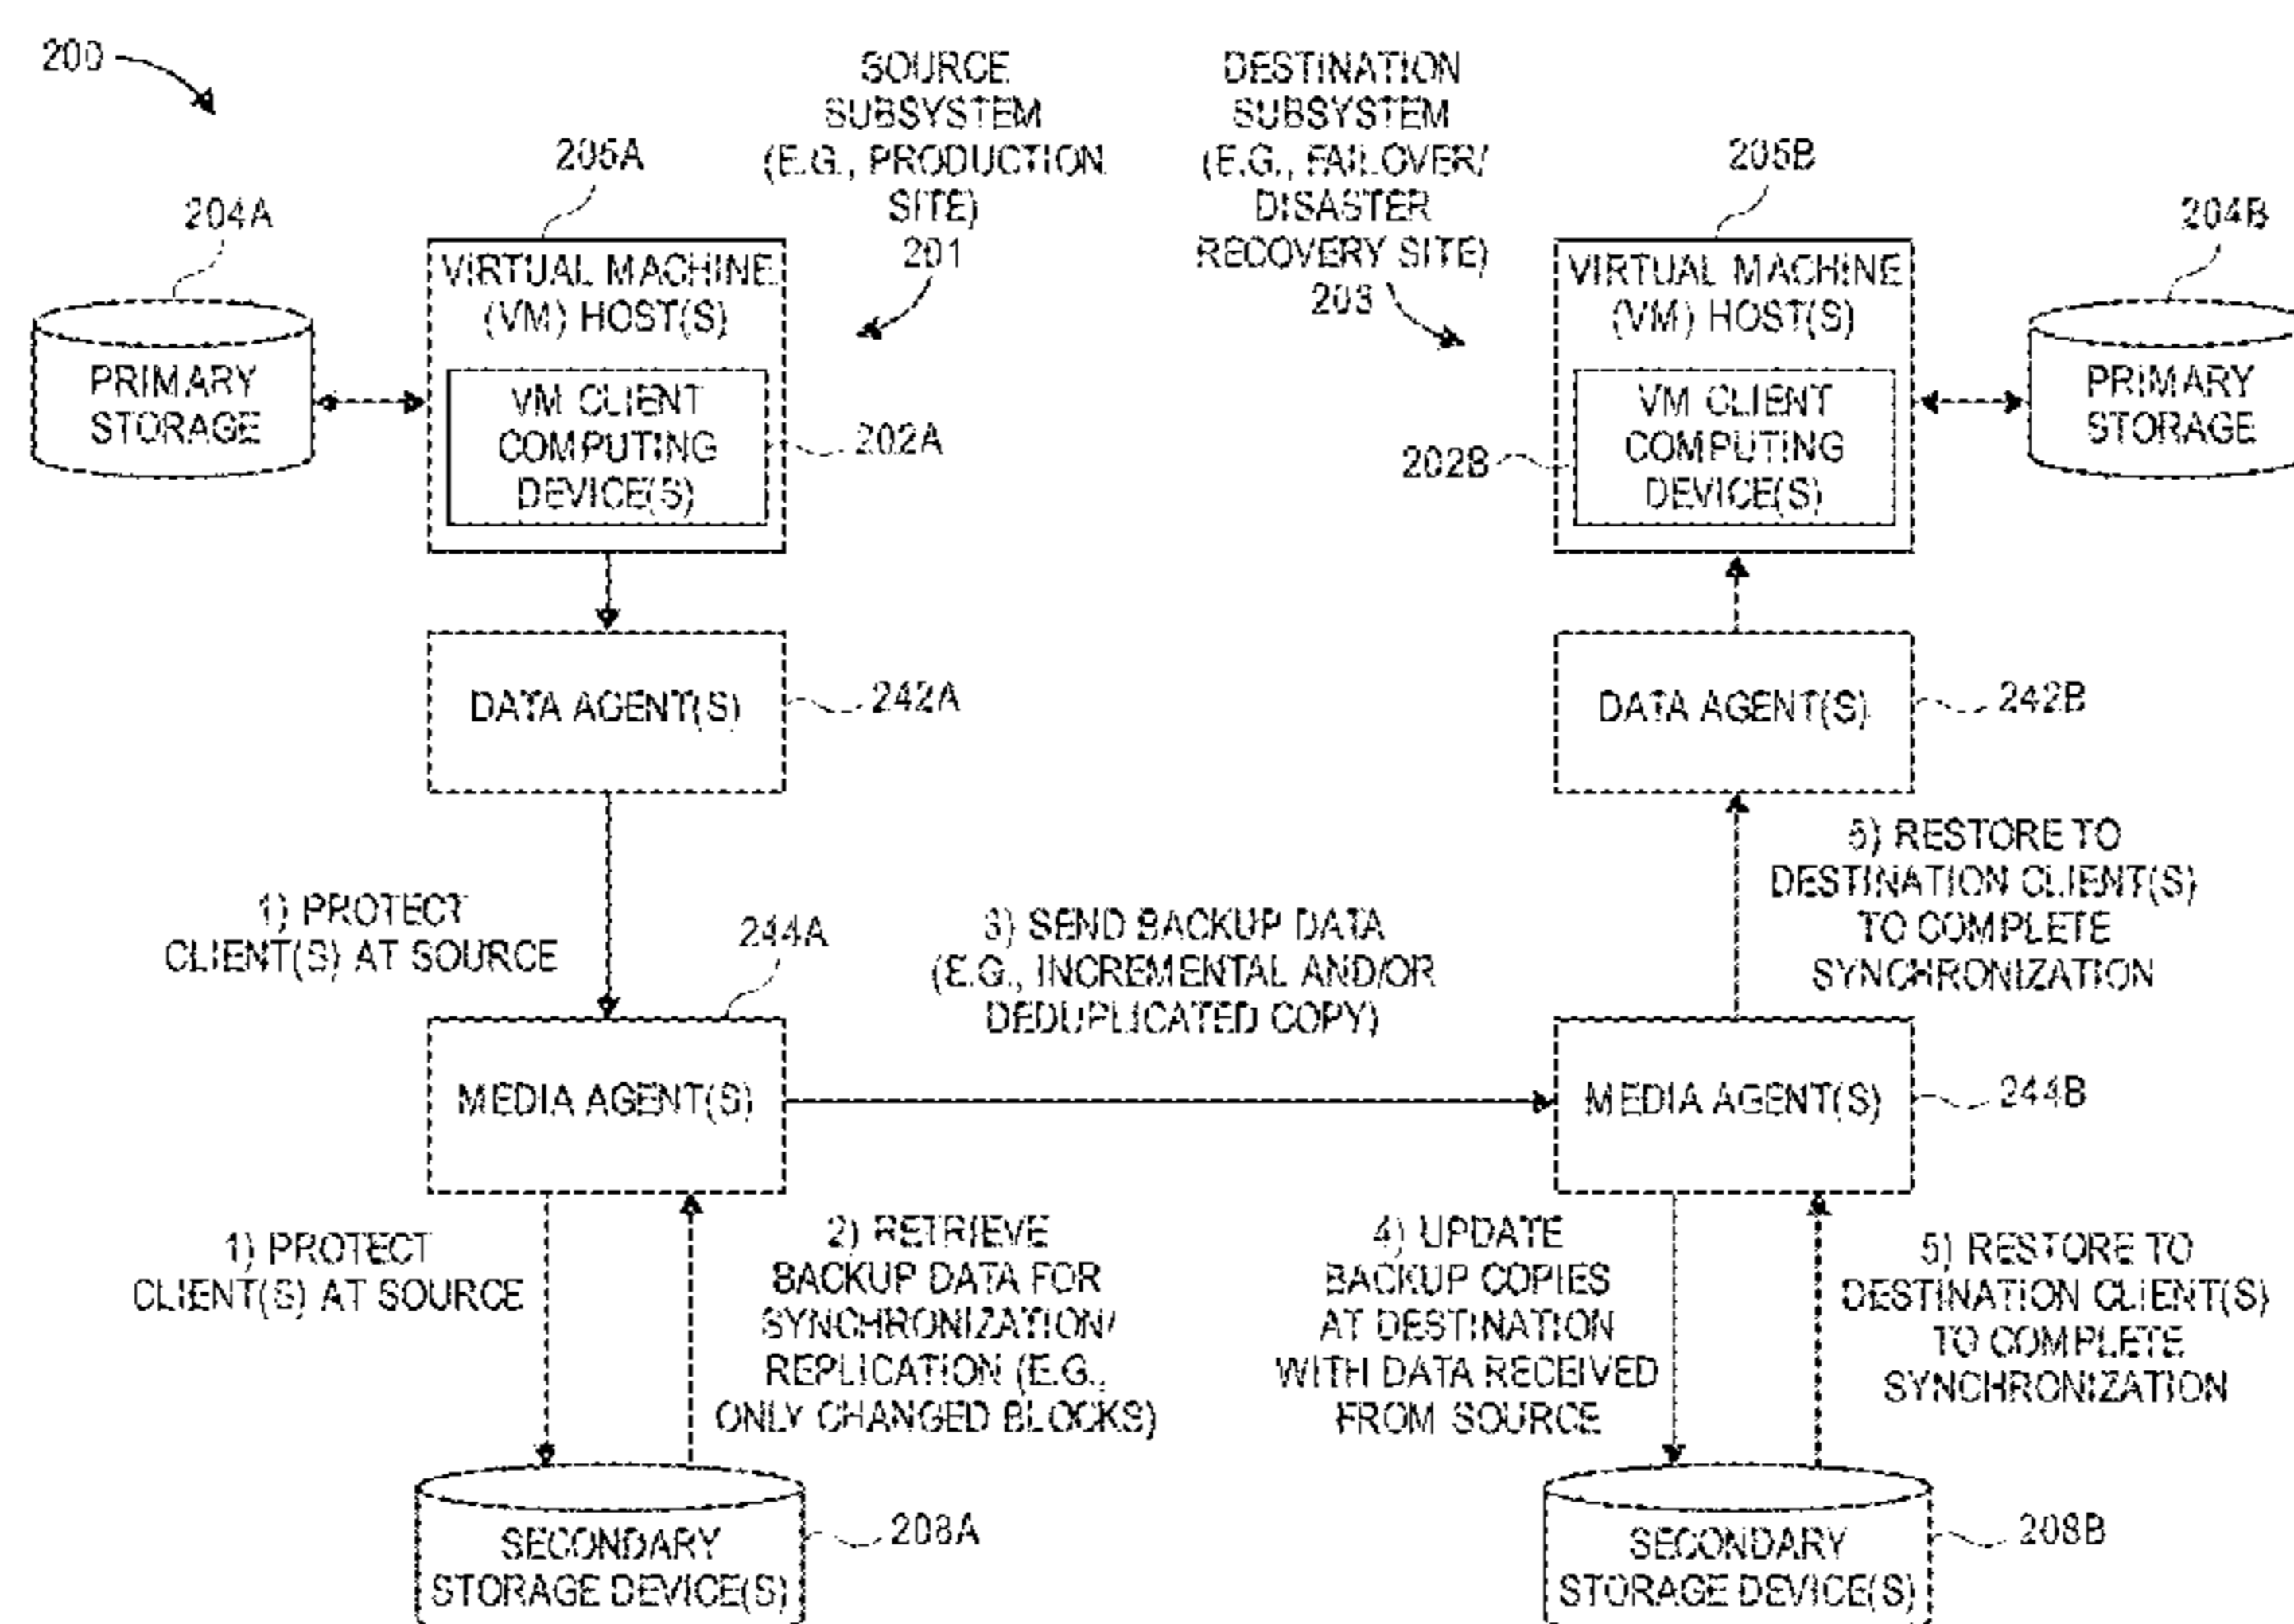 200
SOURCE
SUBSYSTEM
(E.G., PRODUCTION
SITE)
201
DESTINATION
SUBSYSTEM
(E.G., FAILOVER/
DISASTER
RECOVERY SITE)
203
204A
205A
PRIMARY
STORAGE
VIRTUAL MACHINE
(VM) HOST(S)
VM CLIENT
COMPUTING
DEVICE(S)
202A
205B
204B
VIRTUAL MACHINE
(VM) HOST(S)
VM CLIENT
COMPUTING
DEVICE(S)
202B
PRIMARY
STORAGE
DATA AGENT(S)
242A
DATA AGENT(S)
242B
1) PROTECT
CLIENT(S) AT SOURCE
244A
3) SEND BACKUP DATA
(E.G., INCREMENTAL AND/OR
DEDUPLICATED COPY)
5) RESTORE TO
DESTINATION CLIENT(S)
TO COMPLETE
SYNCHRONIZATION
MEDIA AGENT(S)
MEDIA AGENT(S)
244B
1) PROTECT
CLIENT(S) AT SOURCE
2) RETRIEVE
BACKUP DATA FOR
SYNCHRONIZATION/
REPLICATION (E.G.,
ONLY CHANGED BLOCKS)
4) UPDATE
BACKUP COPIES
AT DESTINATION
WITH DATA RECEIVED
FROM SOURCE
5) RESTORE TO
DESTINATION CLIENT(S)
TO COMPLETE
SYNCHRONIZATION
SECONDARY
STORAGE DEVICE(S)
208A
SECONDARY
STORAGE DEVICE(S)
208B